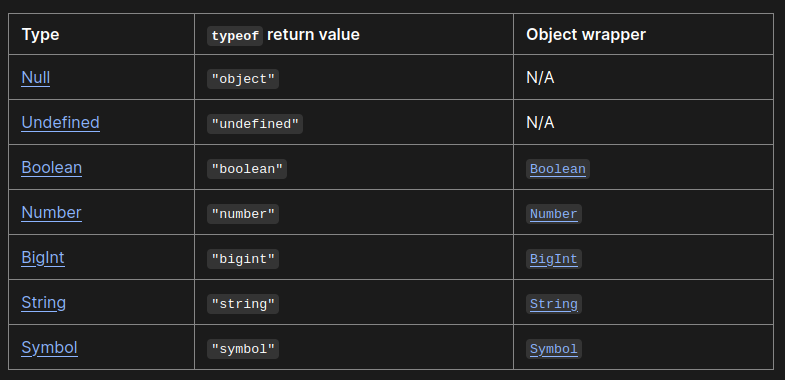 Type typeof return value Object wrapper
Null "object" N/A
Undefined "undefined" N/A
Boolean "boolean" Boolean
Number "number" Number
BigInt "bigint" BigInt
String "string" String
Symbol "symbol" Symbol